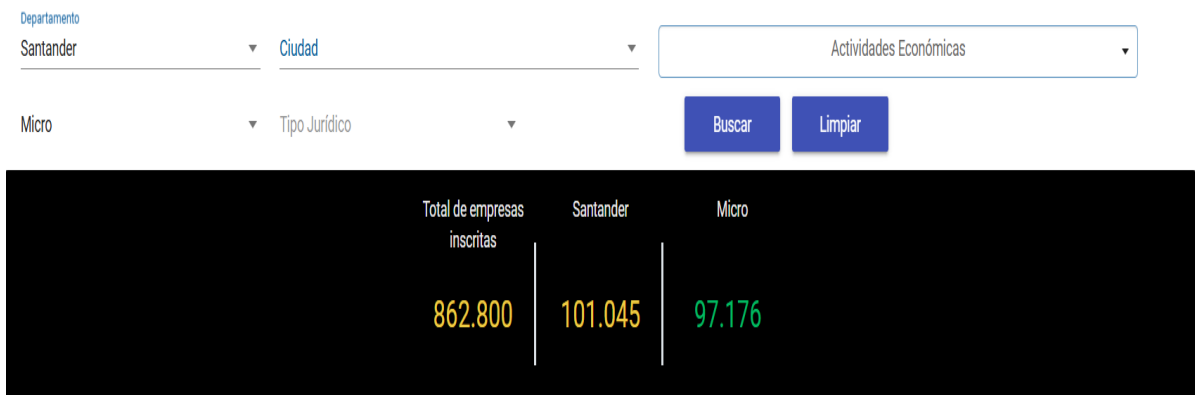 Departamento
Santander
Ciudad
Actividades Económicas
Micro
Tipo Jurídico
Buscar
Limpiar
Total de empresas
inscritas
Santander
Micro
862.800
101.045
97.176